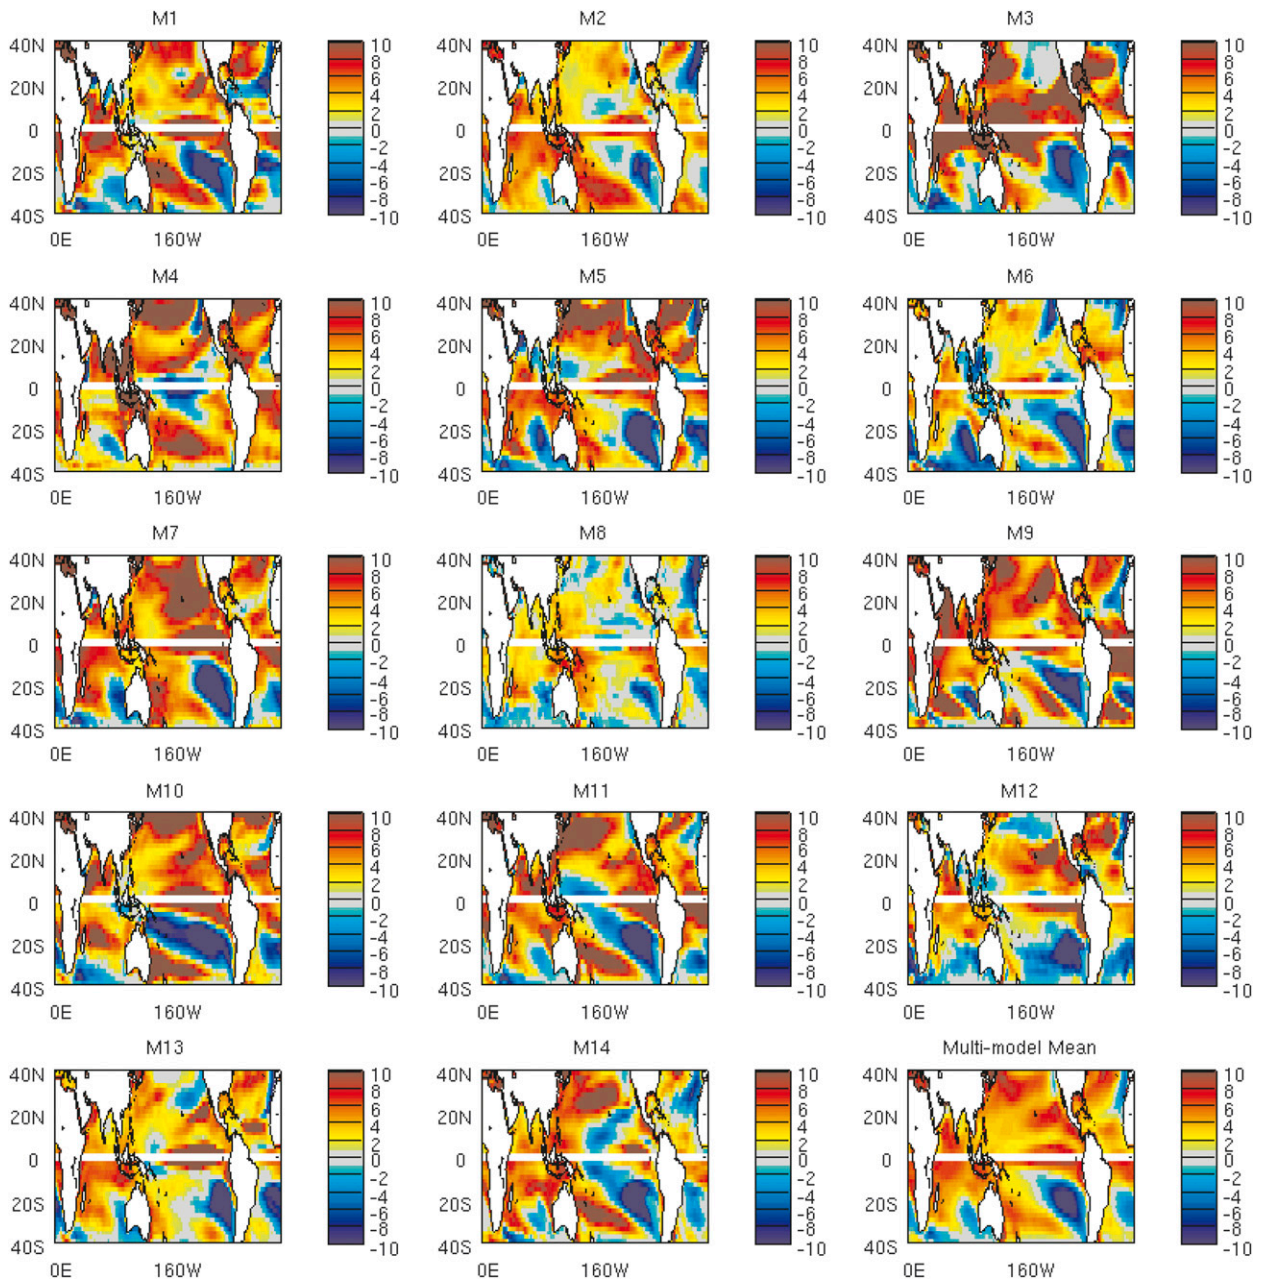 M1 M2 M3
40N 10 40N 10 40N 10
8 8 8
20N 6 20N 6 20N 6
4 4 4
2 2 2
0 0 0 0 0 0
-2 -2 -2
-4 -4 -4
20S -6 20S -6 20S -6
-8 -8 -8
40S -10 40S -10 40S -10
0E 160W 0E 160W 0E 160W
M4 M5 M6
40N 10 40N 10 40N 10
8 8 8
20N 6 20N 6 20N 6
4 4 4
2 2 2
0 0 0 0 0 0
-2 -2 -2
-4 -4 -4
20S -6 20S -6 20S -6
-8 -8 -8
40S -10 40S -10 40S -10
0E 160W 0E 160W 0E 160W
M7 M8 M9
40N 10 40N 10 40N 10
8 8 8
20N 6 20N 6 20N 6
4 4 4
2 2 2
0 0 0 0 0 0
-2 -2 -2
-4 -4 -4
20S -6 20S -6 20S -6
-8 -8 -8
40S -10 40S -10 40S -10
0E 160W 0E 160W 0E 160W
M10 M11 M12
40N 10 40N 10 40N 10
8 8 8
20N 6 20N 6 20N 6
4 4 4
2 2 2
0 0 0 0 0 0
-2 -2 -2
-4 -4 -4
20S -6 20S -6 20S -6
-8 -8 -8
40S -10 40S -10 40S -10
0E 160W 0E 160W 0E 160W
M13 M14 Multi-model Mean
40N 10 40N 10 40N 10
8 8 8
20N 6 20N 6 20N 6
4 4 4
2 2 2
0 0 0 0 0 0
-2 -2 -2
-4 -4 -4
20S -6 20S -6 20S -6
-8 -8 -8
40S -10 40S -10 40S -10
0E 160W 0E 160W 0E 160W